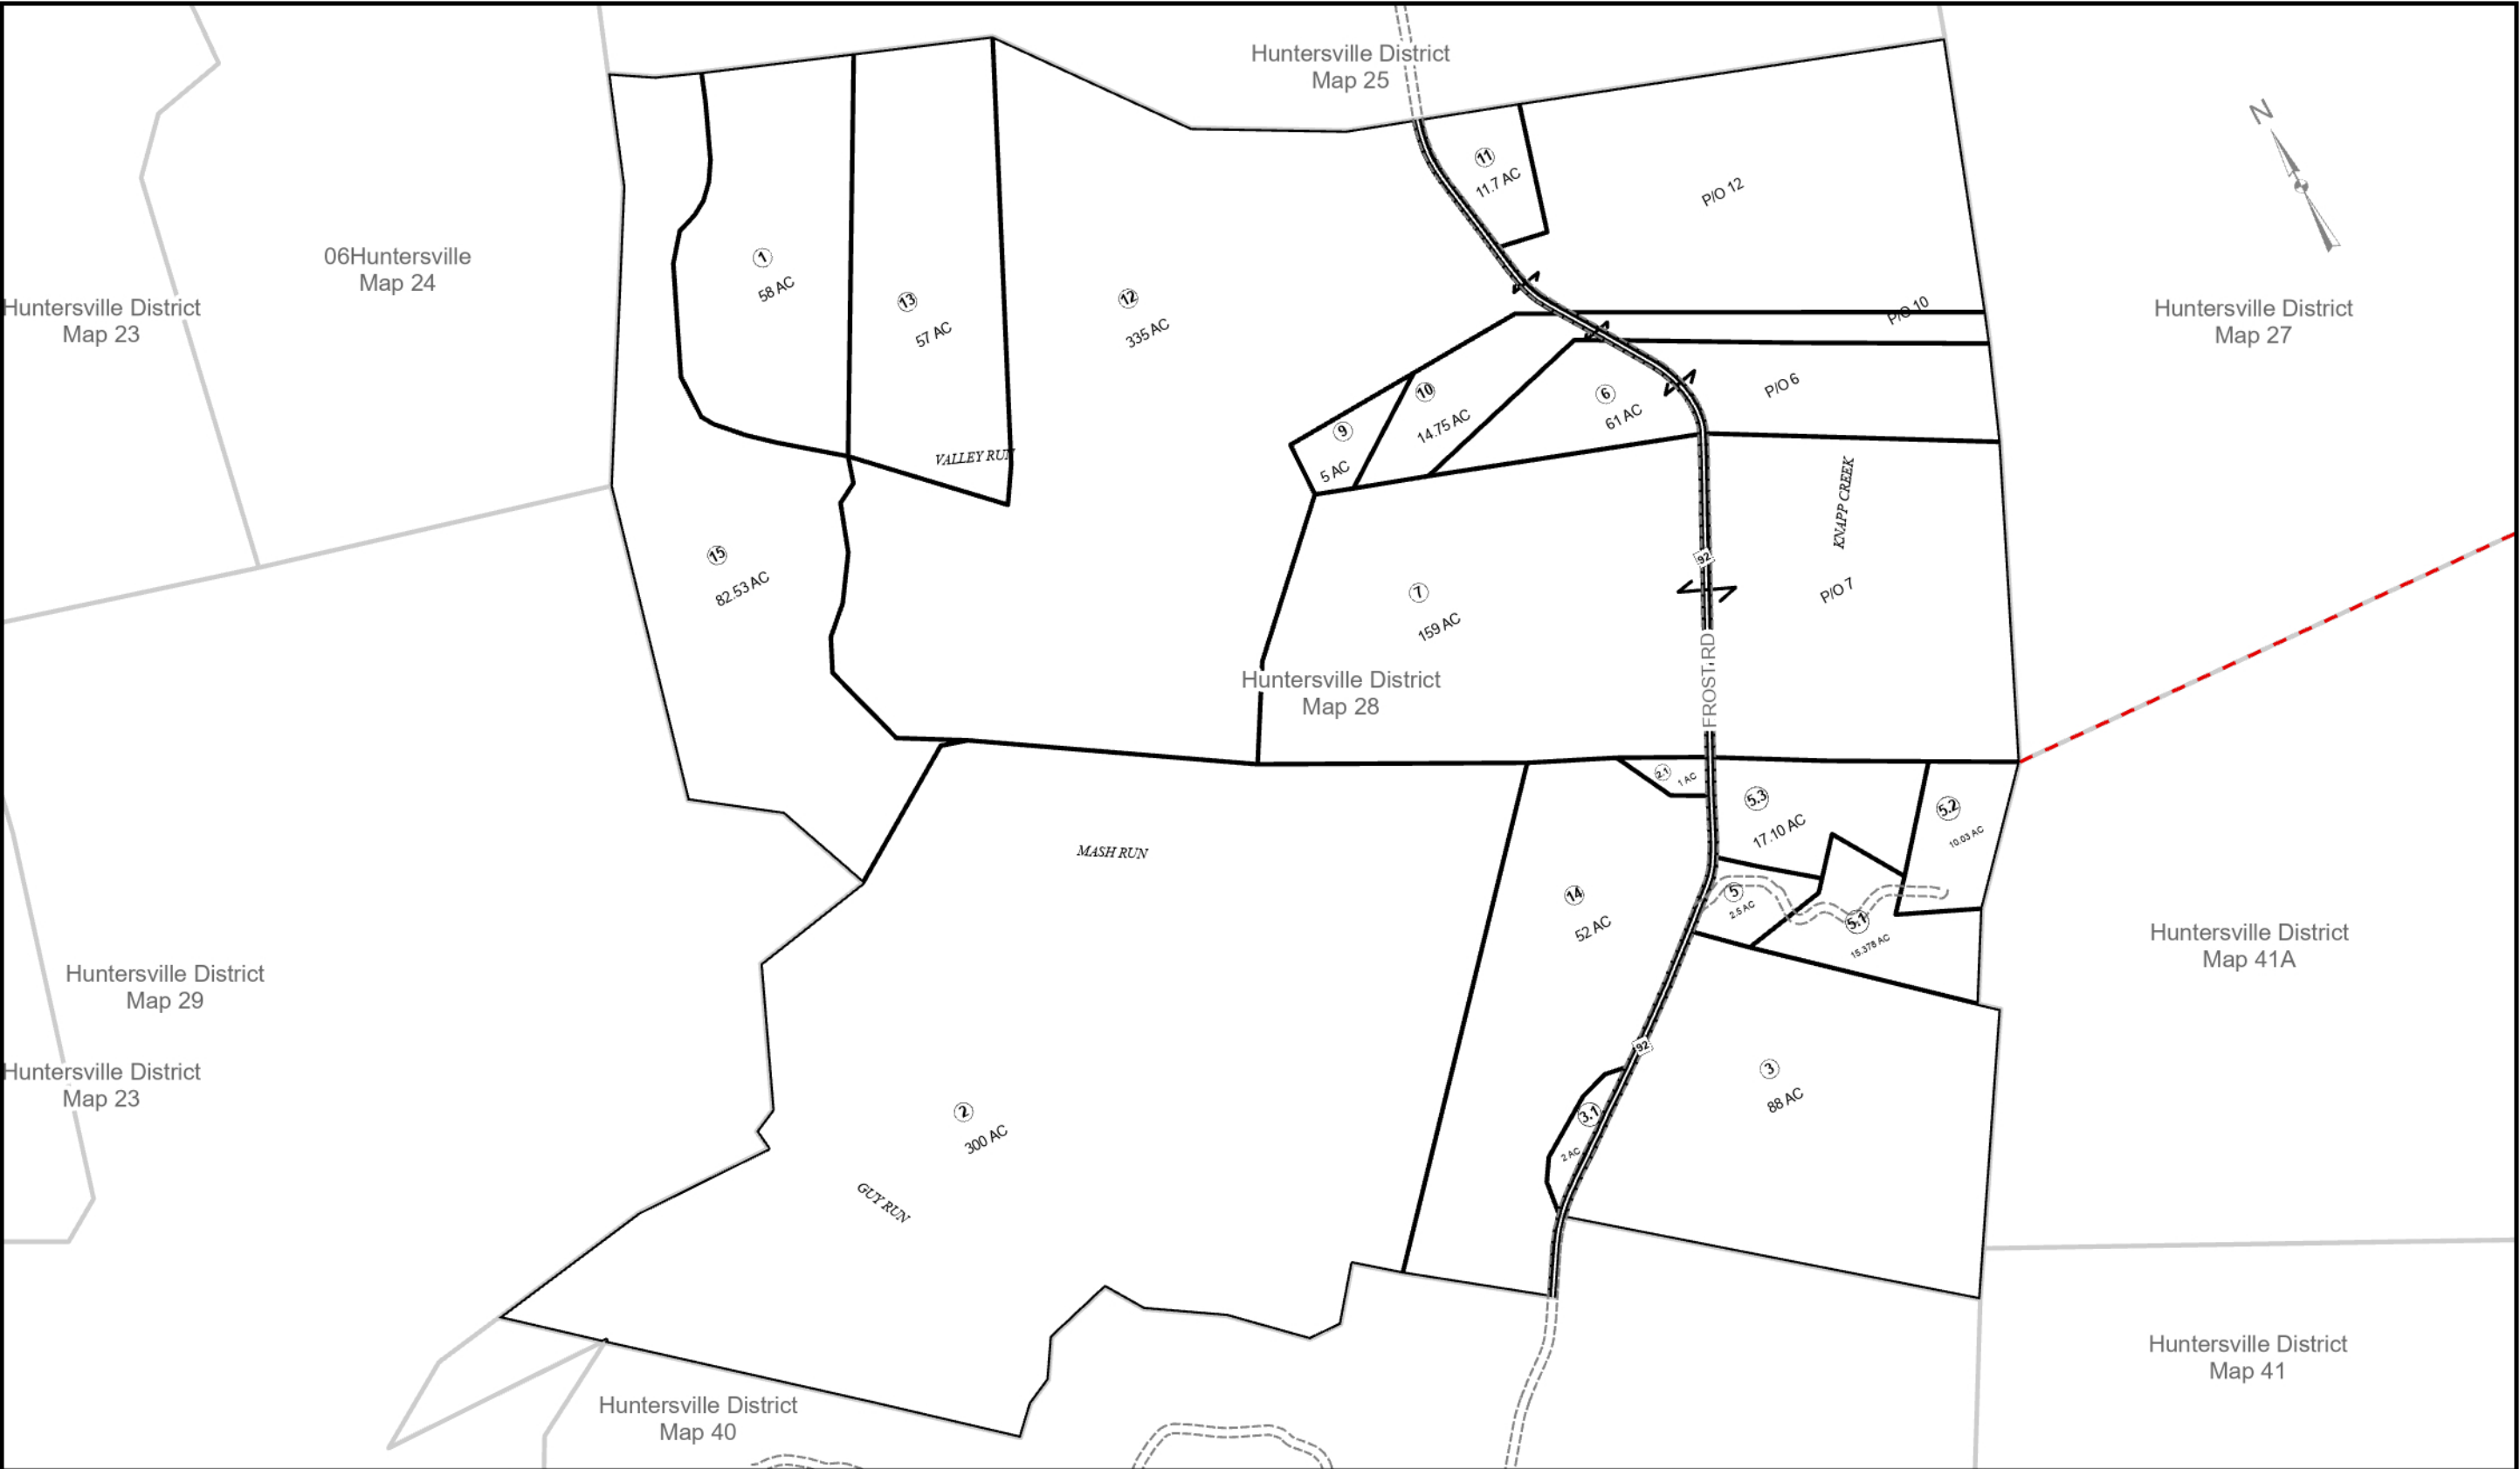 Huntersville District
Map 25
N
11
11.7 AC
P/O 12
06Huntersville
Map 24
1
58 AC
13
57 AC
12
335 AC
Huntersville District
Map 23
P/O 10
Huntersville District
Map 27
10
14.75 AC
6
61 AC
P/O 6
9
5 AC
VALLEY RUN
KNAPP CREEK
15
82.53 AC
92
7
159 AC
P/O 7
FROST RD
Huntersville District
Map 28
2.1
1 AC
5.3
17.10 AC
5.2
10.03 AC
MASH RUN
14
52 AC
5
2.5 AC
5.1
15.378 AC
Huntersville District
Map 41A
Huntersville District
Map 29
92
Huntersville District
Map 23
3
88 AC
3.1
2 AC
2
300 AC
GUY RUN
Huntersville District
Map 41
Huntersville District
Map 40